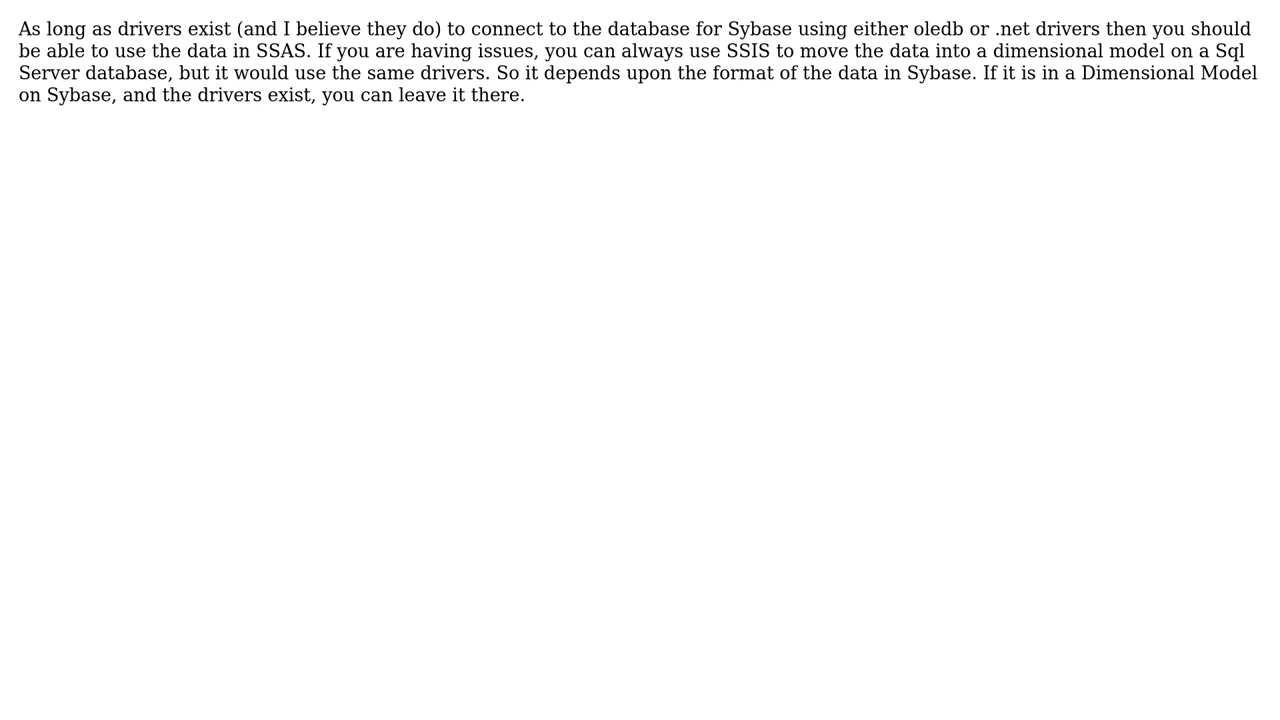 As long as drivers exist (and I believe they do) to connect to the database for Sybase using either oledb or .net drivers then you should
be able to use the data in SSAS. If you are having issues, you can always use SSIS to move the data into a dimensional model on a Sql
Server database, but it would use the same drivers. So it depends upon the format of the data in Sybase. If it is in a Dimensional Model
on Sybase, and the drivers exist, you can leave it there.